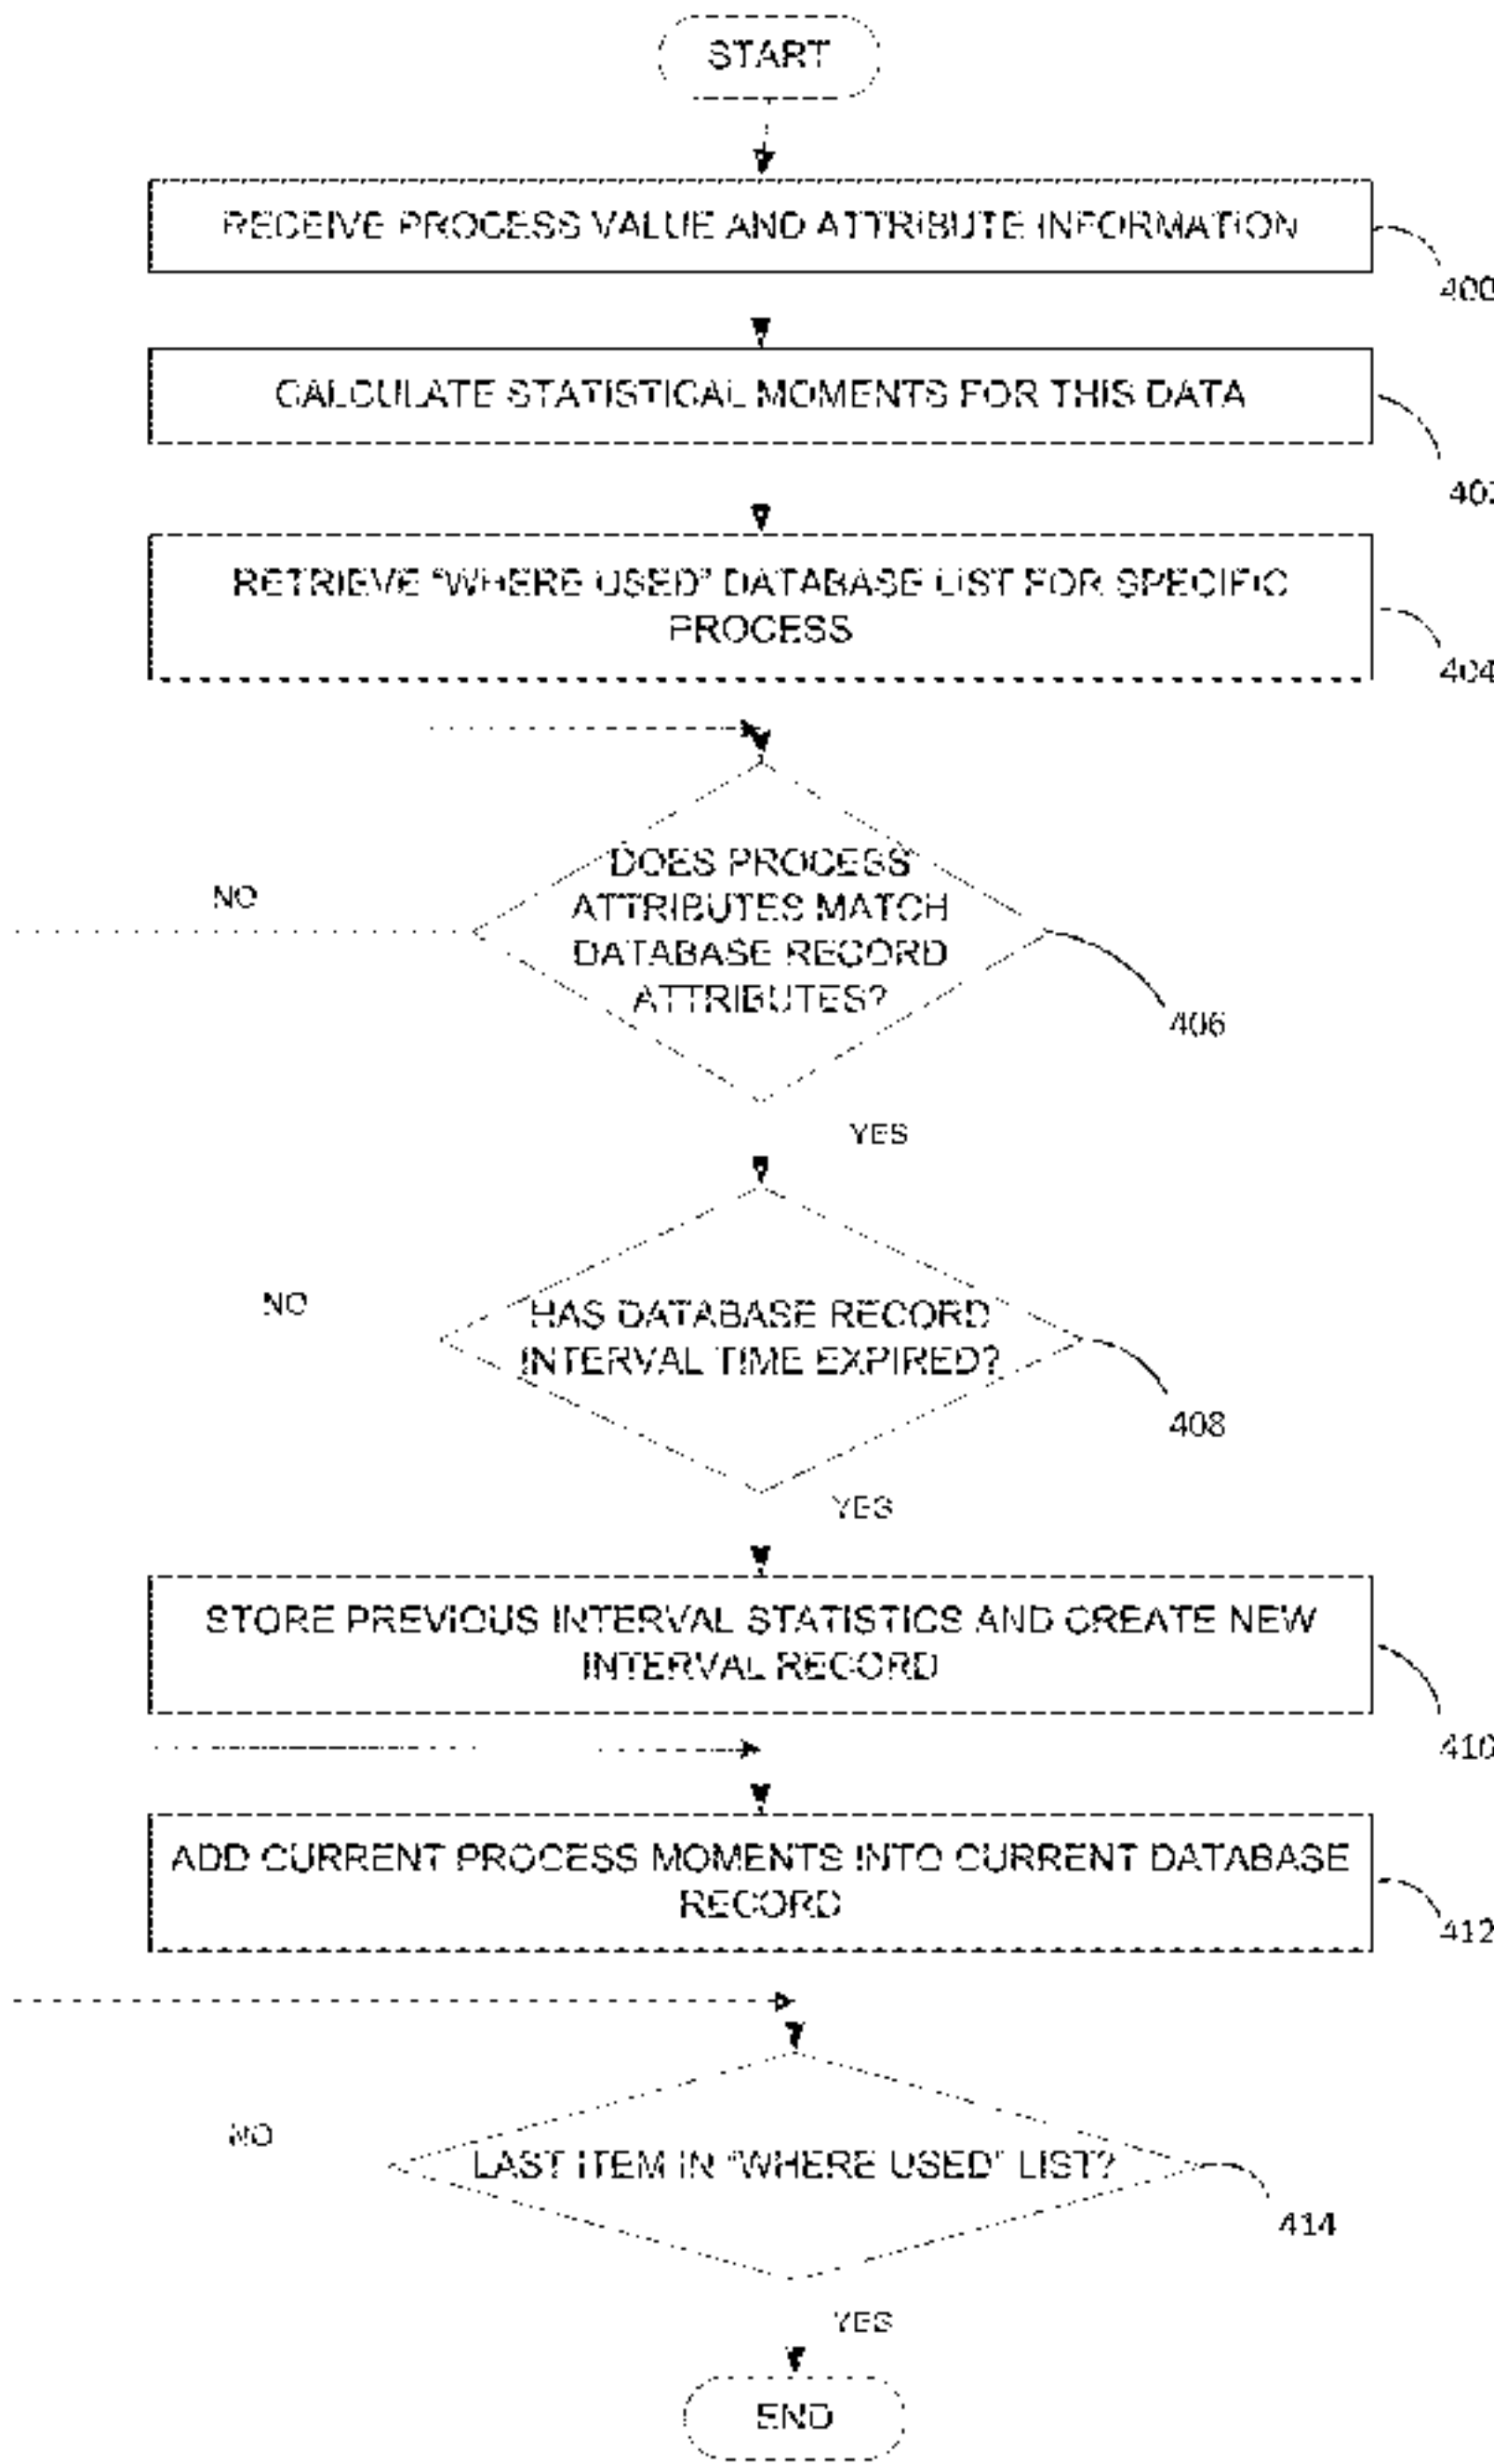 START
RECEIVE PROCESS VALUE AND ATTRIBUTE INFORMATION
400
CALCULATE STATISTICAL MOMENTS FOR THIS DATA
402
RETRIEVE "WHERE USED" DATABASE LIST FOR SPECIFIC
PROCESS
404
DOES PROCESS
ATTRIBUTES MATCH
DATABASE RECORD
ATTRIBUTES?
NO
406
YES
HAS DATABASE RECORD
INTERVAL TIME EXPIRED?
NO
408
YES
STORE PREVIOUS INTERVAL STATISTICS AND CREATE NEW
INTERVAL RECORD
410
ADD CURRENT PROCESS MOMENTS INTO CURRENT DATABASE
RECORD
412
NO
LAST ITEM IN "WHERE USED" LIST?
414
YES
END